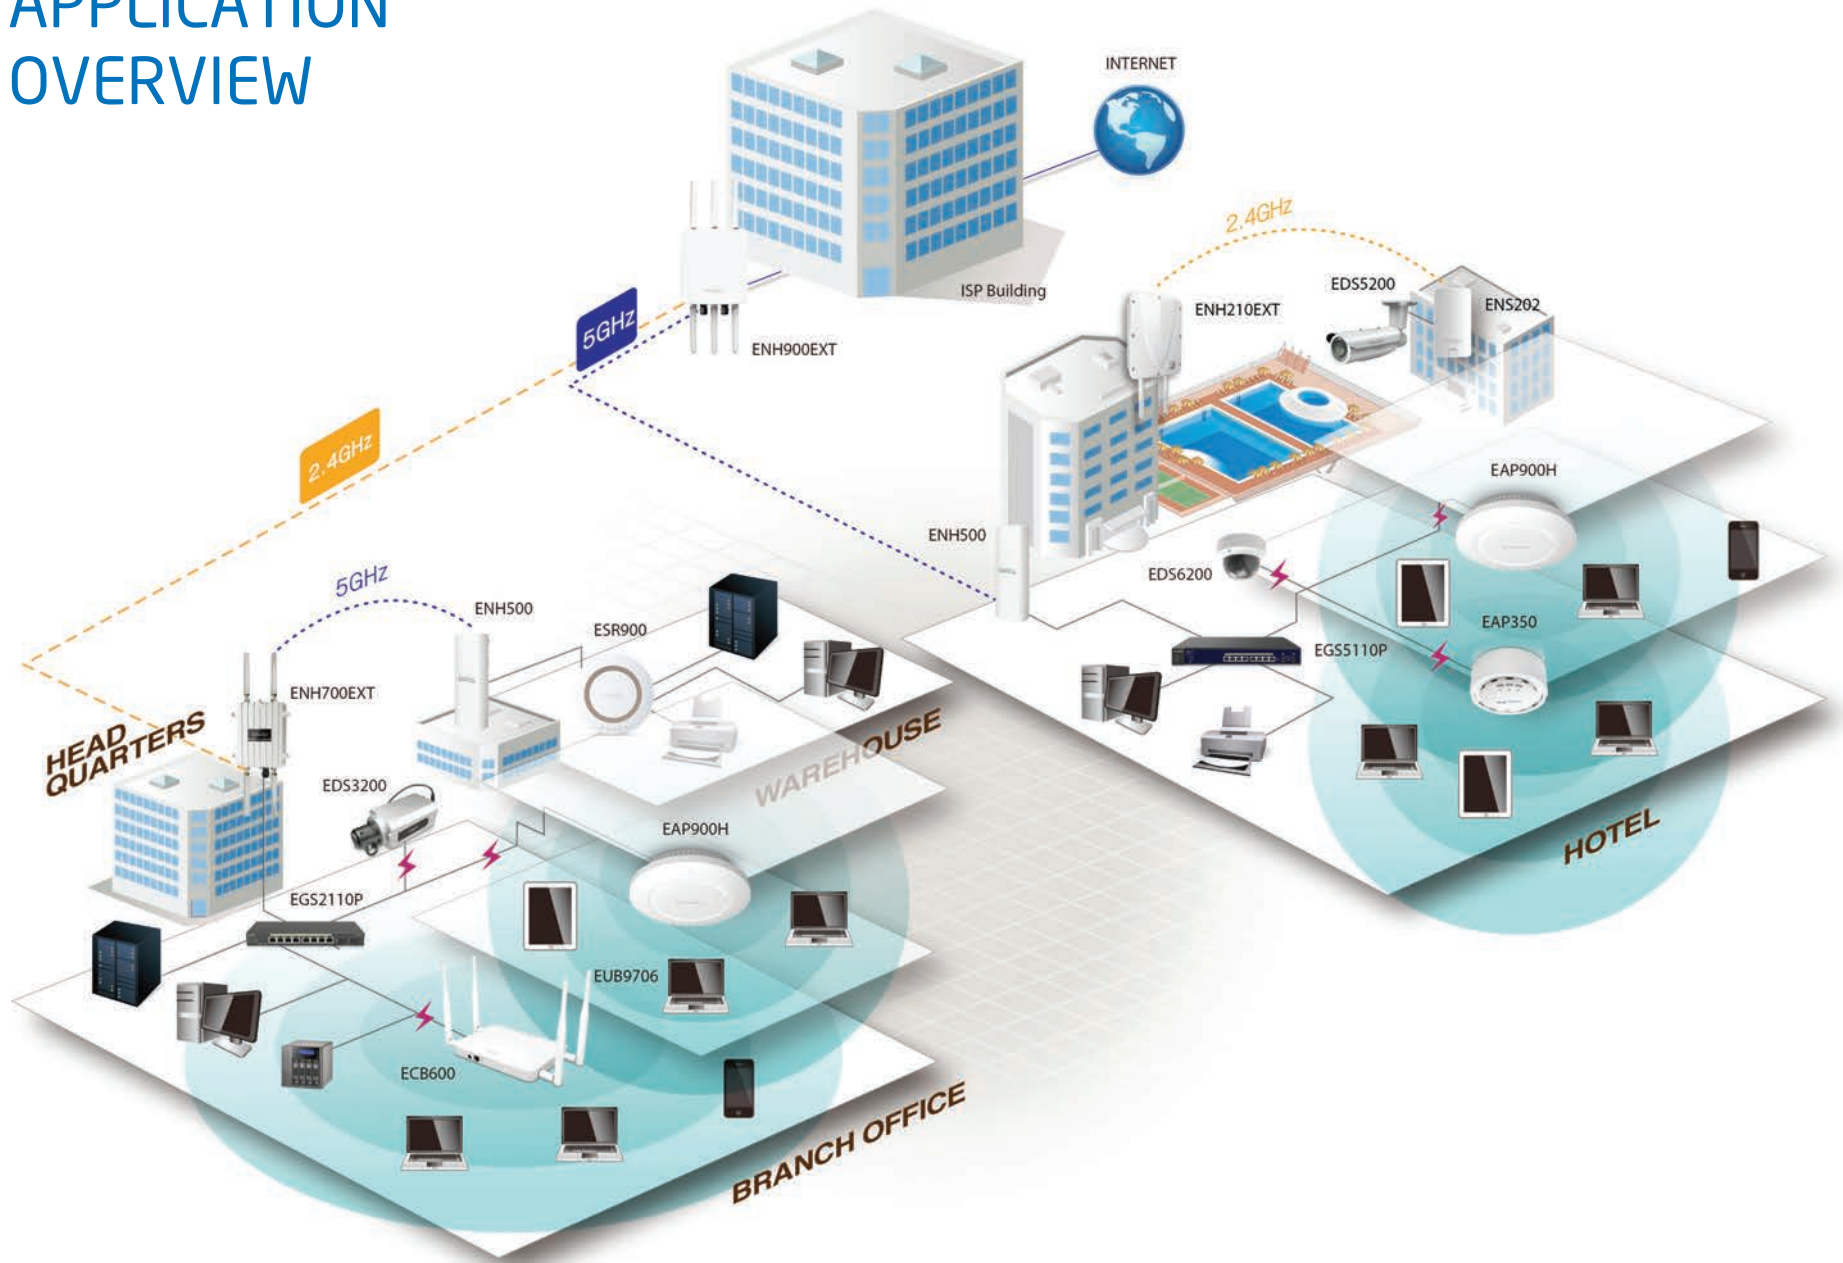 APPLICATION
OVERVIEW
INTERNET
2.4GHz
ISP Building
EDS5200
ENS202
ENH210EXT
5GHz
ENH900EXT
2.4GHz
EAP900H
ENH500
EDS6200
5GHz
ENH500
ESR900
EAP350
EGS5110P
ENH700EXT
HEAD
QUARTERS
WAREHOUSE
EDS3200
EAP900H
HOTEL
EGS2110P
EUB9706
ECB600
BRANCH OFFICE